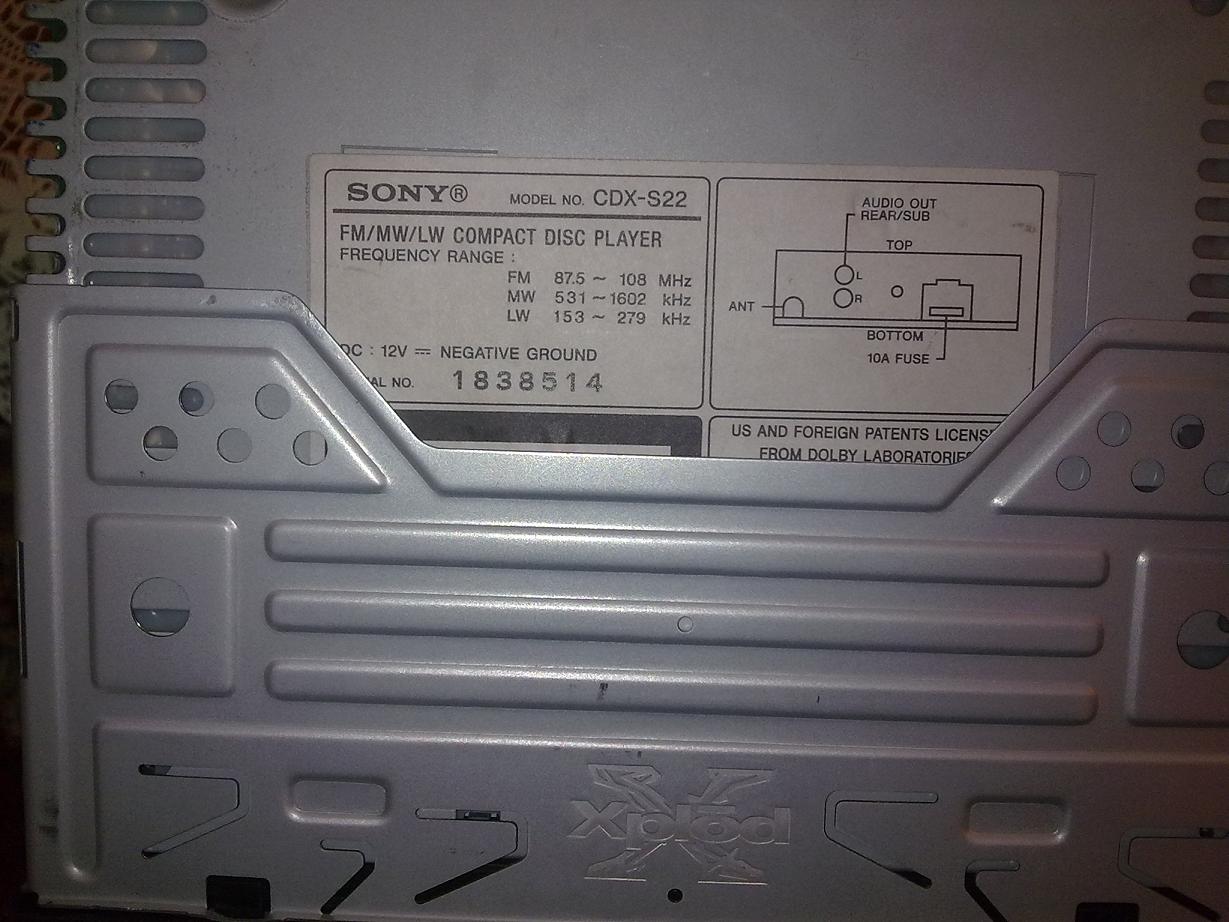 SONY® MODEL NO. CDX-S22
FM/MW/LW COMPACT DISC PLAYER
FREQUENCY RANGE :
FM 87.5 ~ 108 MHz
MW 531 ~ 1602 kHz
LW 153 ~ 279 kHz
DC : 12V ⎓ NEGATIVE GROUND
NO. 1838514
AUDIO OUT
REAR/SUB
TOP
L
R
ANT
BOTTOM
10A FUSE
US AND FOREIGN PATENTS
FROM DOLBY
Xplod